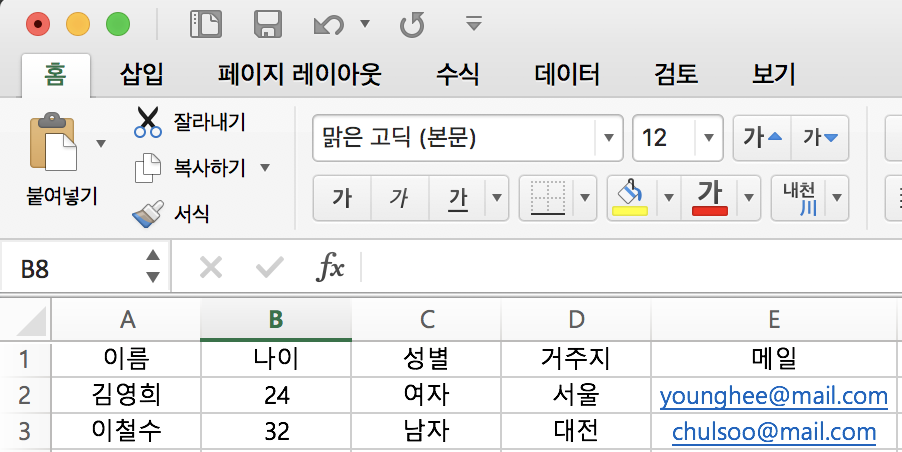 홈 삽입 페이지 레이아웃 수식 데이터 검토 보기
잘라내기
복사하기
서식
붙여넣기
맑은 고딕 (본문) 12 가 가
가 가 가 가 내천 川
B8 fx
A B C D E
1 이름 나이 성별 거주지 메일
2 김영희 24 여자 서울 younghee@mail.com
3 이철수 32 남자 대전 chulsoo@mail.com